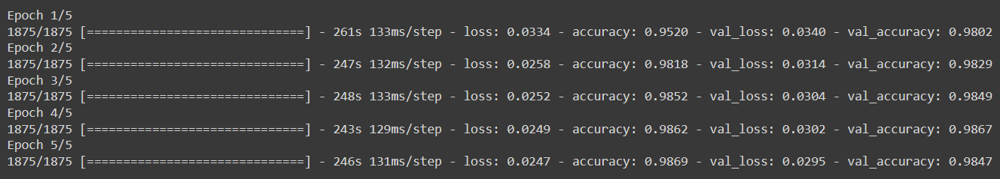 Epoch 1/5
1875/1875 [==============================] - 261s 133ms/step - loss: 0.0334 - accuracy: 0.9520 - val_loss: 0.0340 - val_accuracy: 0.9802
Epoch 2/5
1875/1875 [==============================] - 247s 132ms/step - loss: 0.0258 - accuracy: 0.9818 - val_loss: 0.0314 - val_accuracy: 0.9829
Epoch 3/5
1875/1875 [==============================] - 248s 133ms/step - loss: 0.0252 - accuracy: 0.9852 - val_loss: 0.0304 - val_accuracy: 0.9849
Epoch 4/5
1875/1875 [==============================] - 243s 129ms/step - loss: 0.0249 - accuracy: 0.9862 - val_loss: 0.0302 - val_accuracy: 0.9867
Epoch 5/5
1875/1875 [==============================] - 246s 131ms/step - loss: 0.0247 - accuracy: 0.9869 - val_loss: 0.0295 - val_accuracy: 0.9847